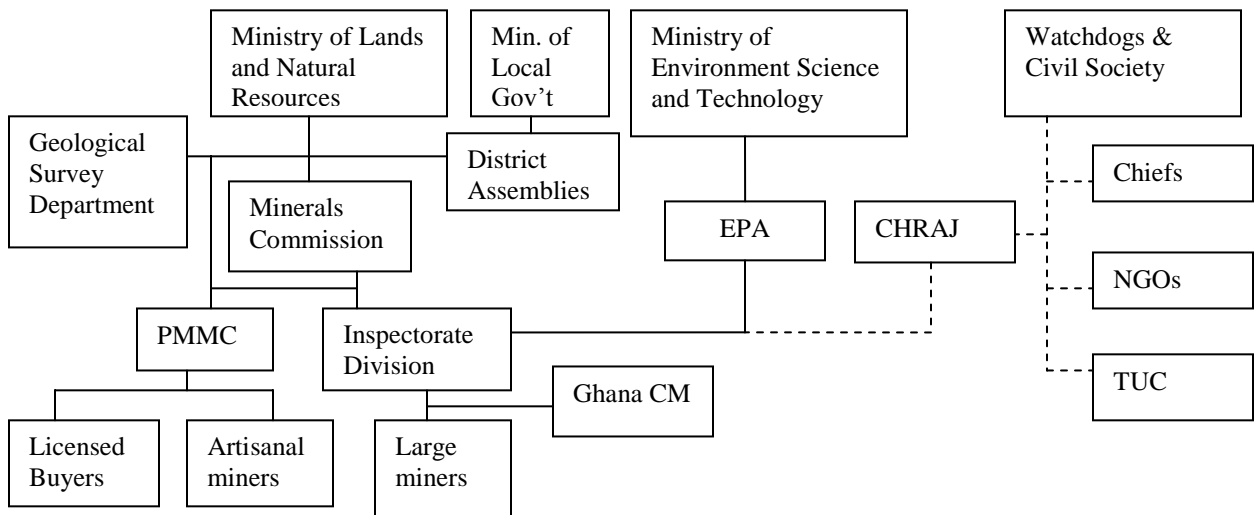 Ministry of Lands
and Natural
Resources
Min. of
Local
Gov't
Ministry of
Environment Science
and Technology
Watchdogs &
Civil Society
Geological
Survey
Department
District
Assemblies
Chiefs
Minerals
Commission
EPA
CHRAJ
NGOs
PMMC
Inspectorate
Division
Ghana CM
TUC
Licensed
Buyers
Artisanal
miners
Large
miners